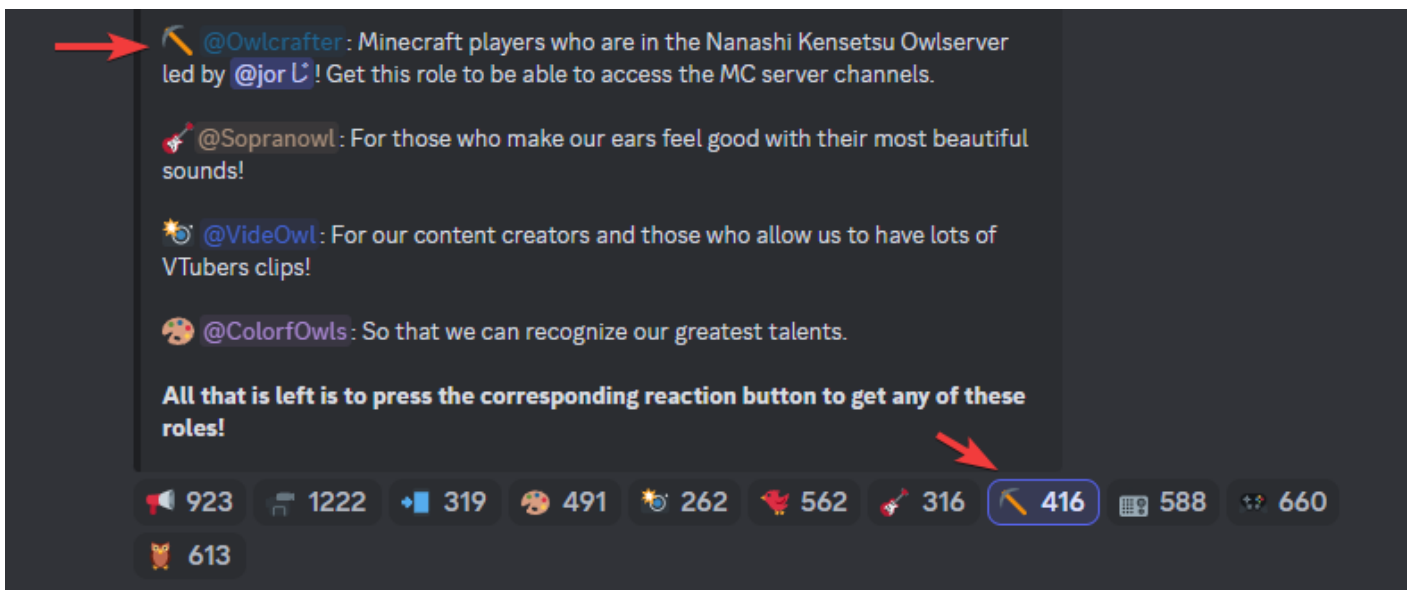 @Owlcrafter: Minecraft players who are in the Nanashi Kensetsu Owlserver
led by @jorじ! Get this role to be able to access the MC server channels.
@Sopranowl: For those who make our ears feel good with their most beautiful
sounds!
@VideOwl: For our content creators and those who allow us to have lots of
VTubers clips!
@ColorfOwls: So that we can recognize our greatest talents.
All that is left is to press the corresponding reaction button to get any of these
roles!
923 1222 319 491 262 562 316 416 588 660
613